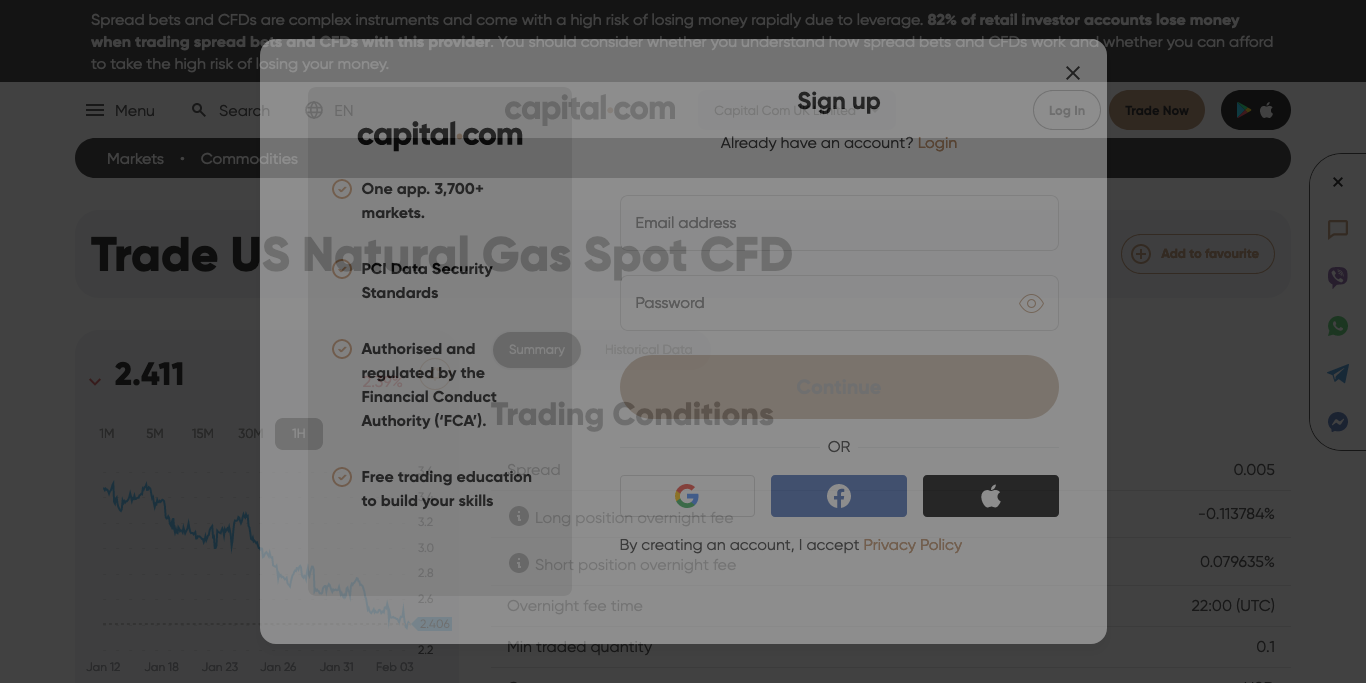 Spread bets and CFDs are complex instruments and come with a high risk of losing money rapidly due to leverage. 82% of retail investor accounts lose money
when trading spread bets and CFDs with this provider. You should consider whether you understand how spread bets and CFDs work and whether you can afford
to take the high risk of losing your money.
Menu
Search
EN
capital.com
Capital Com UK Limited
Log In
Trade Now
Markets • Commodities
Sign up
Already have an account? Login
capital.com
One app. 3,700+
markets.
PCI Data Security
Standards
Authorised and
regulated by the
Financial Conduct
Authority (‘FCA’).
Free trading education
to build your skills
Email address
Password
Continue
OR
By creating an account, I accept Privacy Policy
Trade US Natural Gas Spot CFD
Add to favourite
2.411
2.59%
1M 5M 15M 30M 1H
3.2
3.0
2.8
2.6
2.406
2.2
Jan 12 Jan 18 Jan 23 Jan 26 Jan 31 Feb 03
Summary
Historical Data
Trading Conditions
Spread 0.005
Long position overnight fee -0.113784%
Short position overnight fee 0.079635%
Overnight fee time 22:00 (UTC)
Min traded quantity 0.1